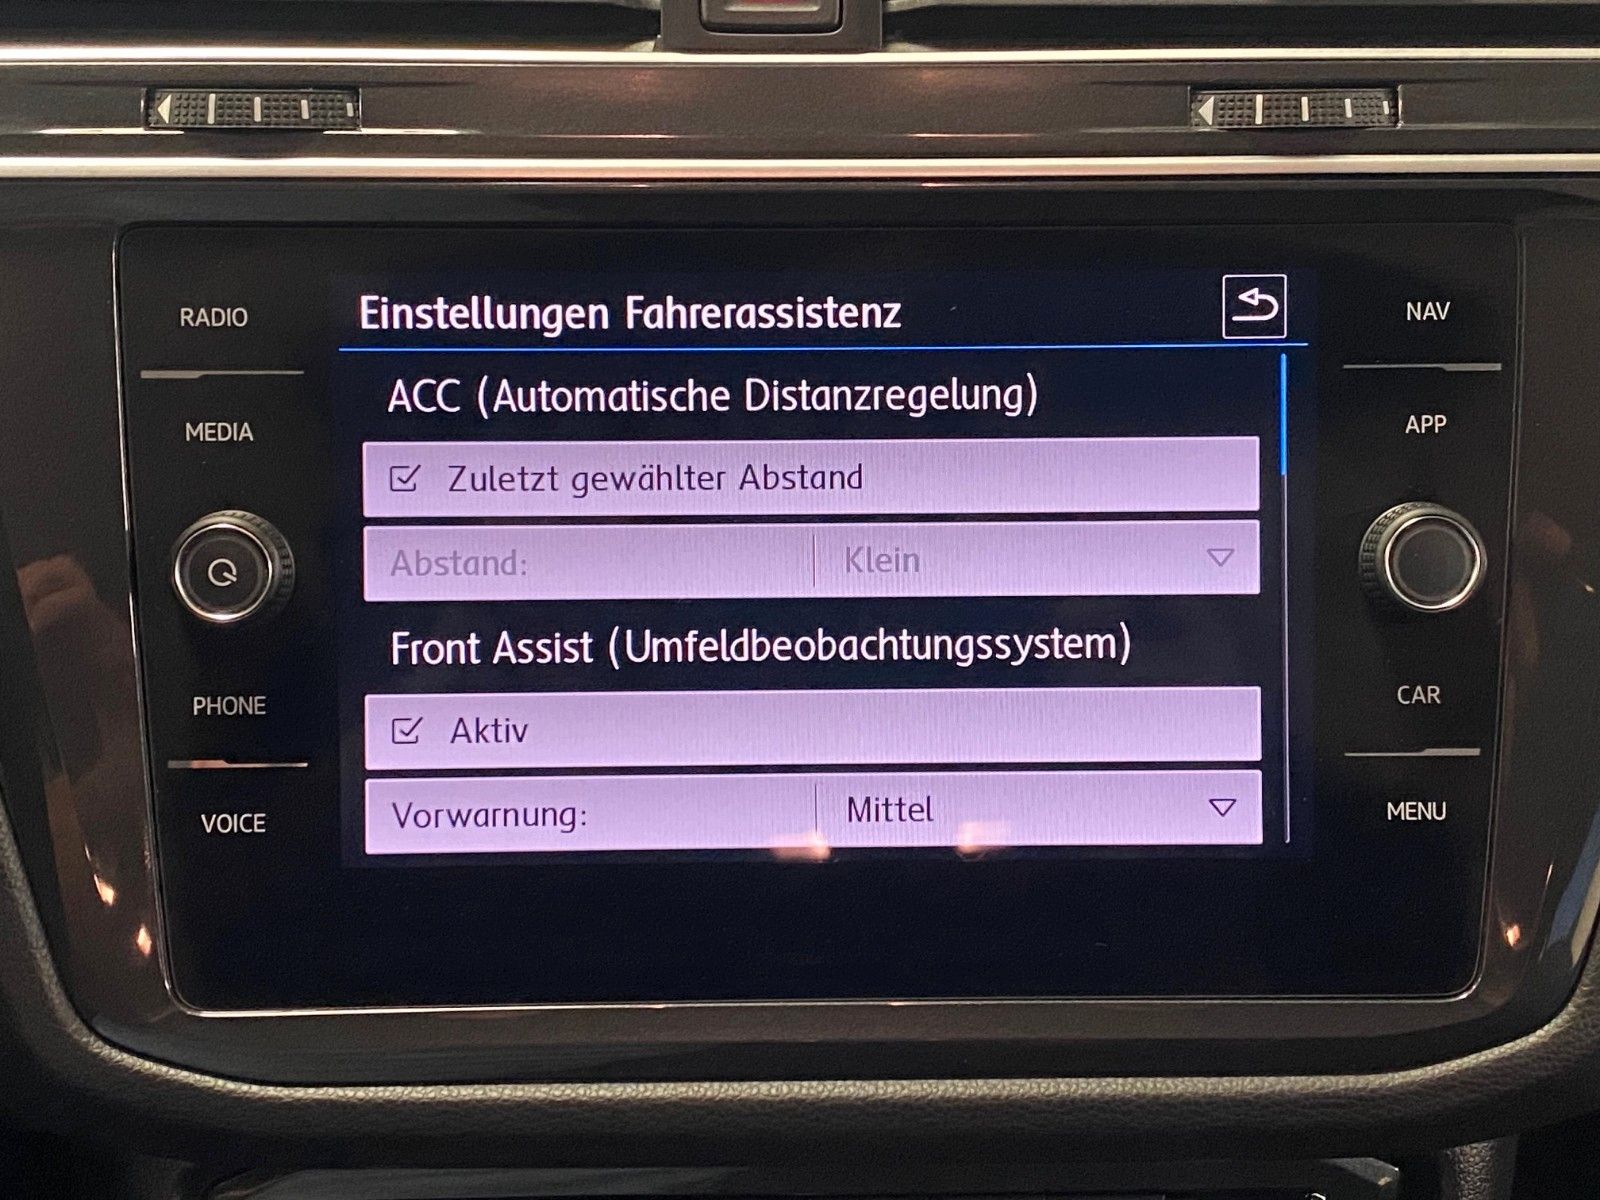 RADIO
MEDIA
PHONE
VOICE
Einstellungen Fahrerassistenz
ACC (Automatische Distanzregelung)
Zuletzt gewählter Abstand
Abstand: Klein
Front Assist (Umfeldbeobachtungssystem)
Aktiv
Vorwarnung: Mittel
NAV
APP
CAR
MENU